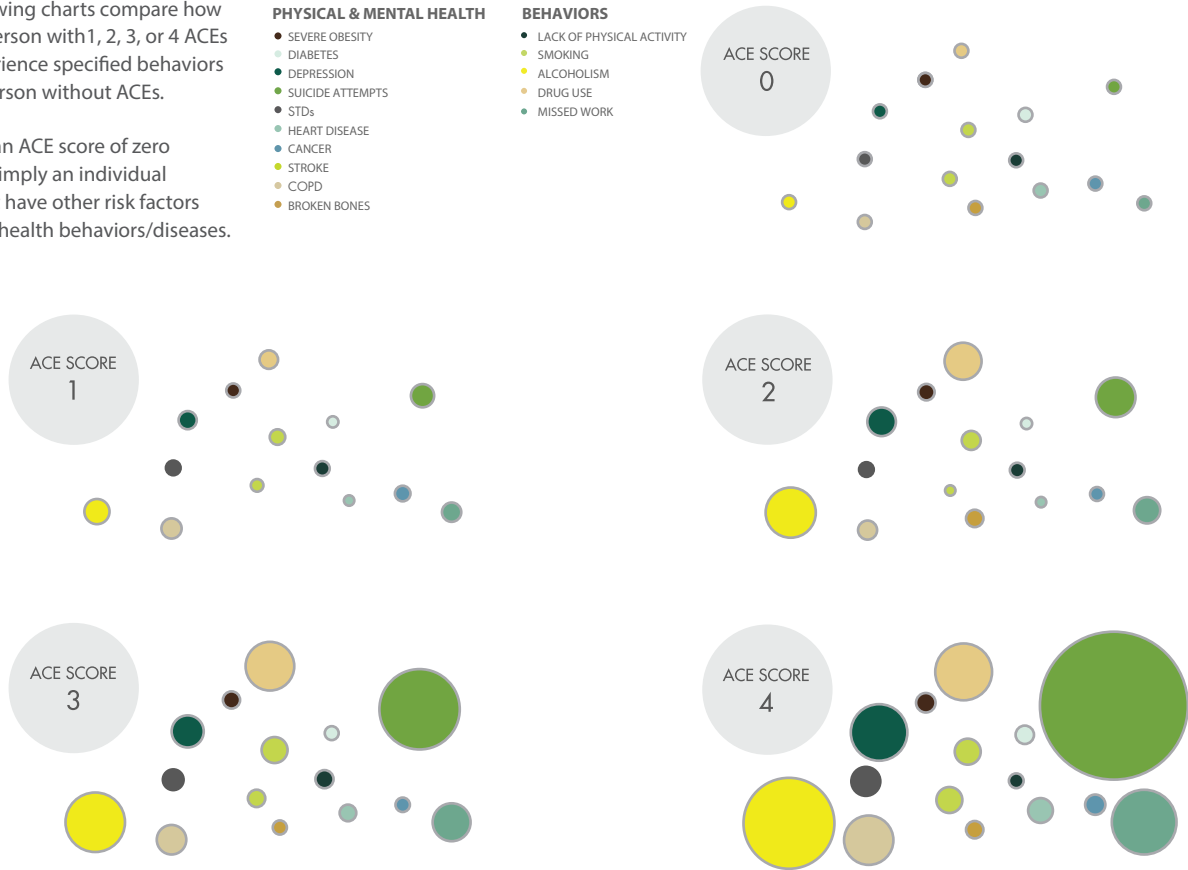 wing charts compare how
erson with1, 2, 3, or 4 ACEs
rience specified behaviors
erson without ACEs.
an ACE score of zero
imply an individual
have other risk factors
health behaviors/diseases.
PHYSICAL & MENTAL HEALTH
SEVERE OBESITY
DIABETES
DEPRESSION
SUICIDE ATTEMPTS
STDs
HEART DISEASE
CANCER
STROKE
COPD
BROKEN BONES
BEHAVIORS
LACK OF PHYSICAL ACTIVITY
SMOKING
ALCOHOLISM
DRUG USE
MISSED WORK
ACE SCORE
0
ACE SCORE
1
ACE SCORE
2
ACE SCORE
3
ACE SCORE
4